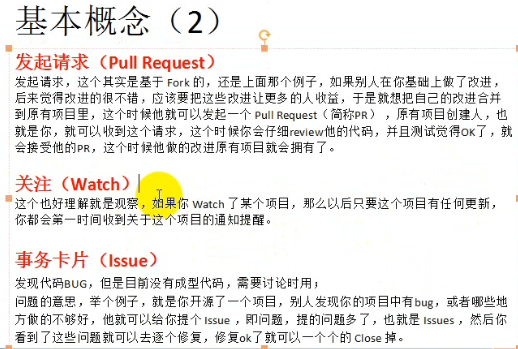 基本概念（2）
发起请求（Pull Request）
发起请求，这个其实是基于 Fork 的，还是上面那个例子，如果别人在你基础上做了改进，
后来觉得改进的很不错，应该要把这些改进让更多的人收益，于是就想把自己的改进合并
到原有项目里，这个时候他就可以发起一个 Pull Request（简称PR） ，原有项目创建人，也
就是你，就可以收到这个请求，这个时候你会仔细review他的代码，并且测试觉得OK了，就
会接受他的PR，这个时候他做的改进原有项目就会拥有了。
关注（Watch）
这个也好理解就是观察，如果你 Watch 了某个项目，那么以后只要这个项目有任何更新，
你都会第一时间收到关于这个项目的通知提醒。
事务卡片（Issue）
发现代码BUG，但是目前没有成型代码，需要讨论时用；
问题的意思，举个例子，就是你开源了一个项目，别人发现你的项目中有bug，或者哪些地
方做的不够好，他就可以给你提个 Issue ，即问题，提的问题多了，也就是 Issues ，然后你
看到了这些问题就可以去逐个修复，修复ok了就可以一个个的 Close 掉。